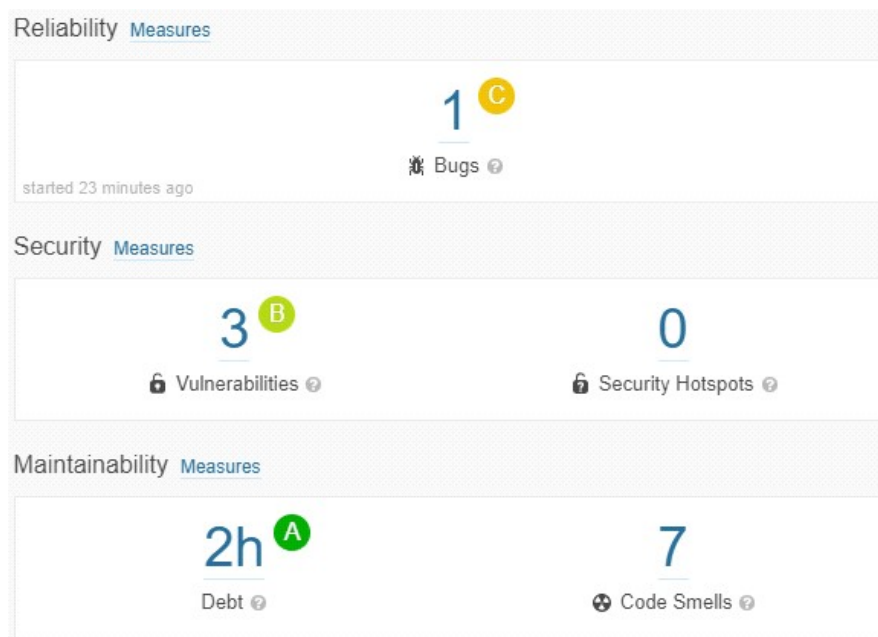 Reliability Measures
1 C
Bugs ?
started 23 minutes ago
Security Measures
3 B 0
Vulnerabilities ? Security Hotspots ?
Maintainability Measures
2h A 7
Debt ? Code Smells ?